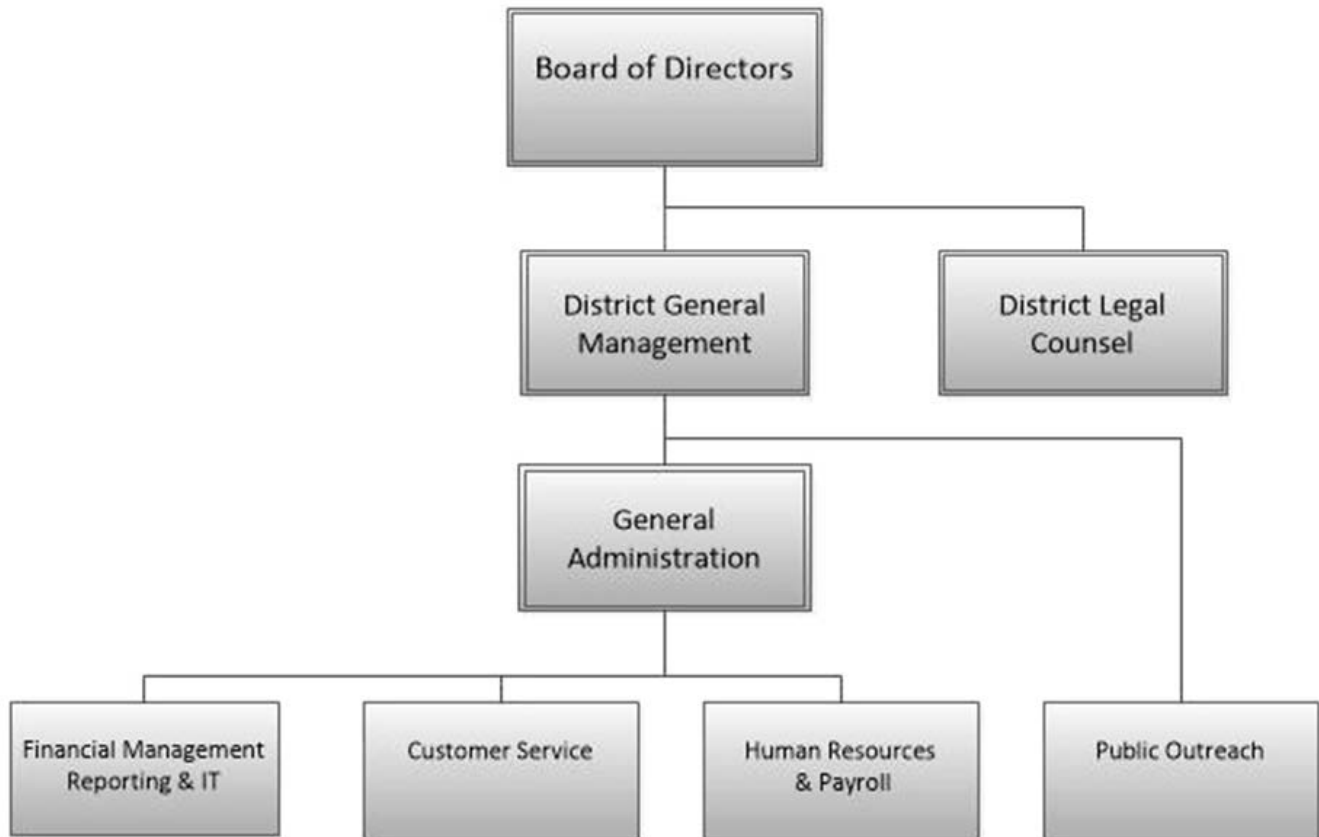 Board of Directors
District General
Management
District Legal
Counsel
General
Administration
Financial Management
Reporting & IT
Customer Service
Human Resources
& Payroll
Public Outreach